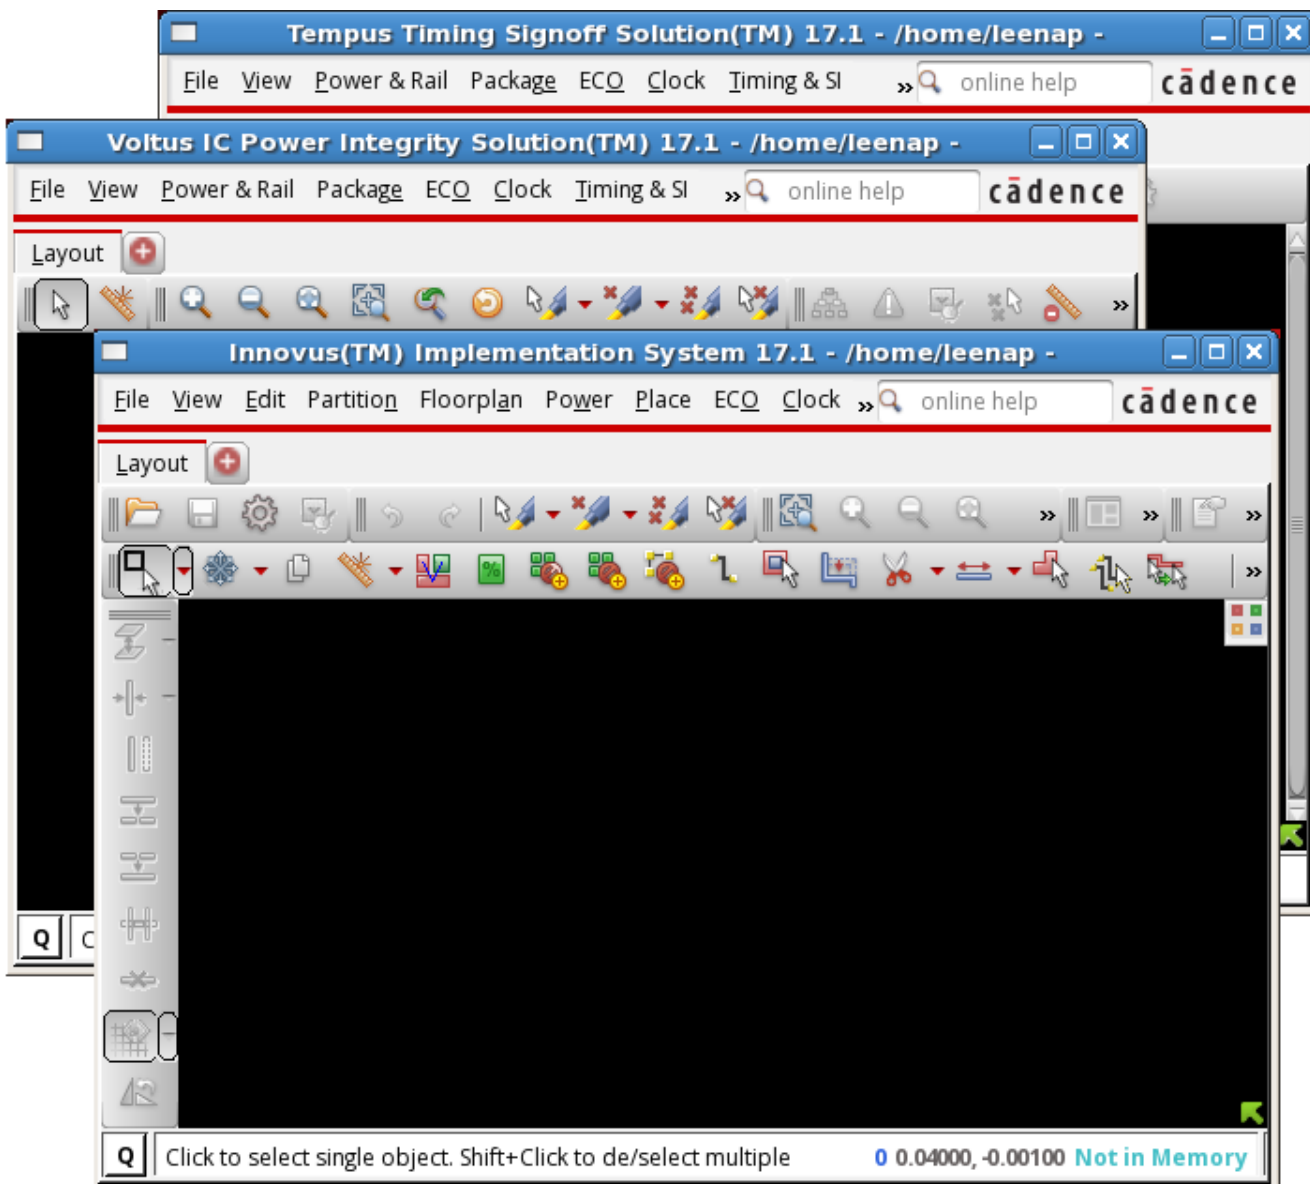 Tempus Timing Signoff Solution(TM) 17.1 - /home/leenap -
File View Power & Rail Package ECO Clock Timing & SI » online help cādence
Voltus IC Power Integrity Solution(TM) 17.1 - /home/leenap -
File View Power & Rail Package ECO Clock Timing & SI » online help cādence
Layout
»
Innovus(TM) Implementation System 17.1 - /home/leenap -
File View Edit Partition Floorplan Power Place ECO Clock » online help cādence
Layout
» » »
% »
Q C
Q Click to select single object. Shift+Click to de/select multiple 0 0.04000, -0.00100 Not in Memory